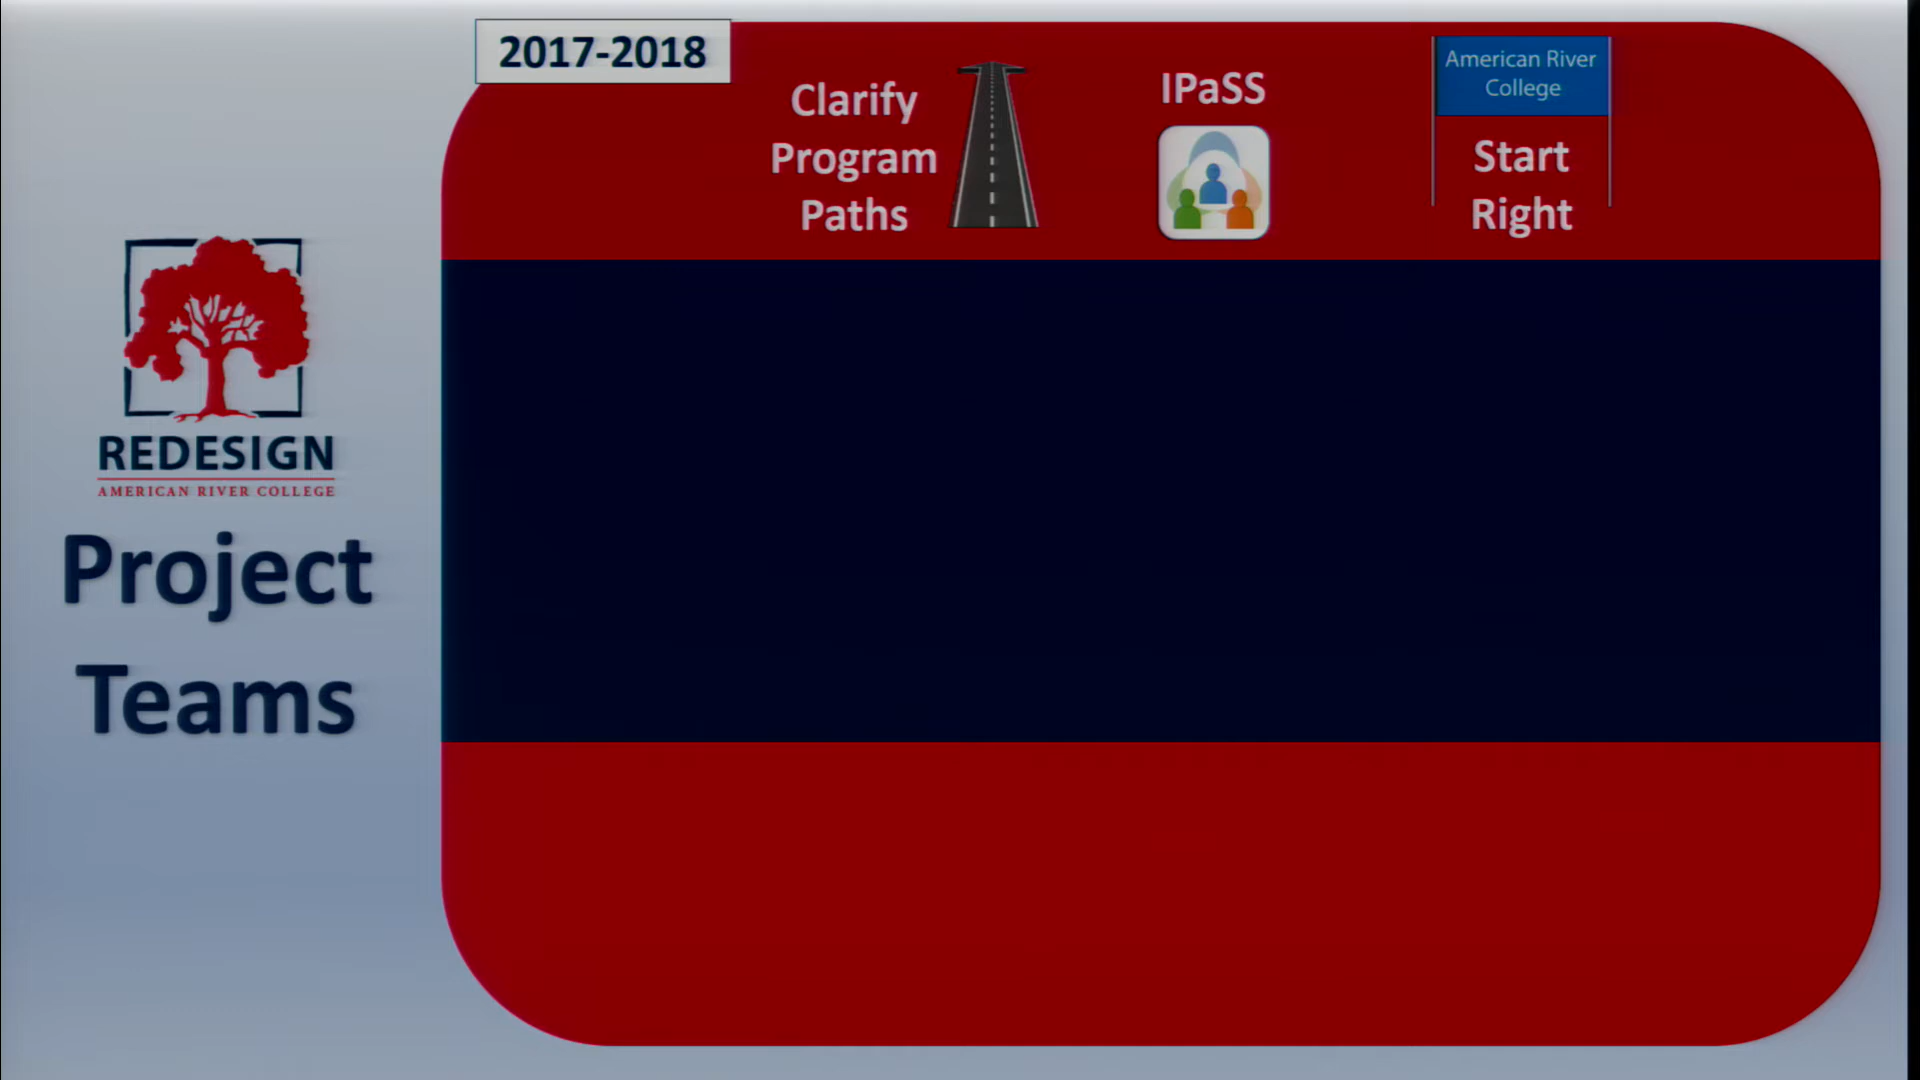 2017-2018
Clarify
Program
Paths
IPaSS
American River
College
Start
Right
REDESIGN
AMERICAN RIVER COLLEGE
Project
Teams